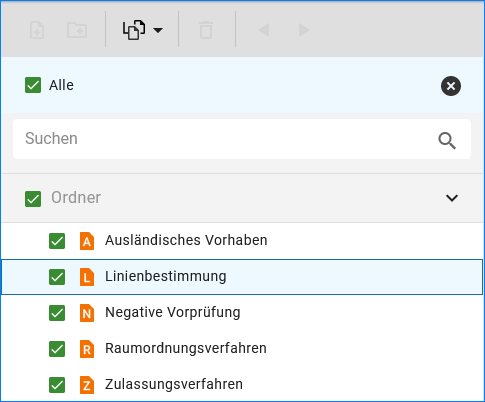 Alle
Suchen
Ordner
A Ausländisches Vorhaben
L Linienbestimmung
N Negative Vorprüfung
R Raumordnungsverfahren
Z Zulassungsverfahren